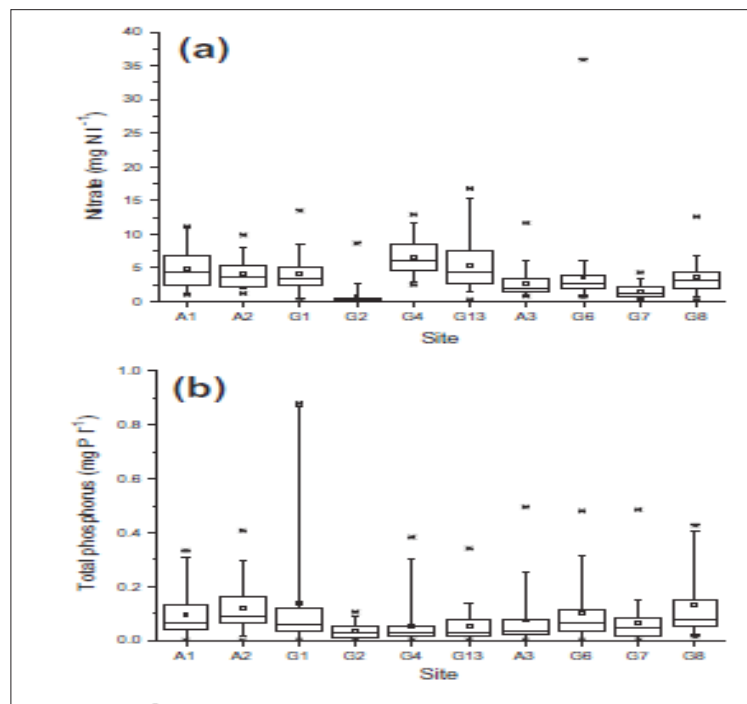 (a)
Nitrate (mg N l⁻¹)
40
35
30
25
20
15
10
5
0
A1 A2 G1 G2 G4 G13 A3 G6 G7 G8
Site
(b)
Total phosphorus (mg P l⁻¹)
1.0
0.8
0.6
0.4
0.2
0.0
A1 A2 G1 G2 G4 G13 A3 G6 G7 G8
Site